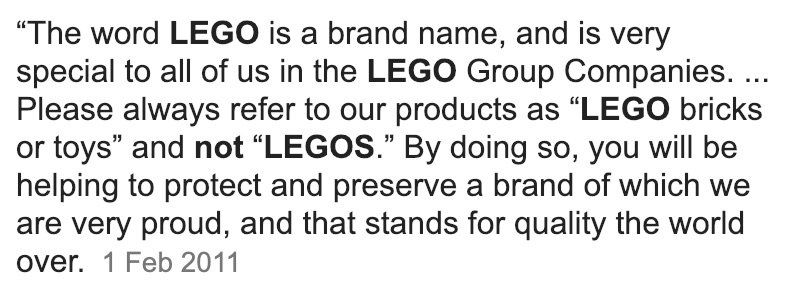 “The word LEGO is a brand name, and is very
special to all of us in the LEGO Group Companies. ...
Please always refer to our products as “LEGO bricks
or toys” and not “LEGOS.” By doing so, you will be
helping to protect and preserve a brand of which we
are very proud, and that stands for quality the world
over. 1 Feb 2011